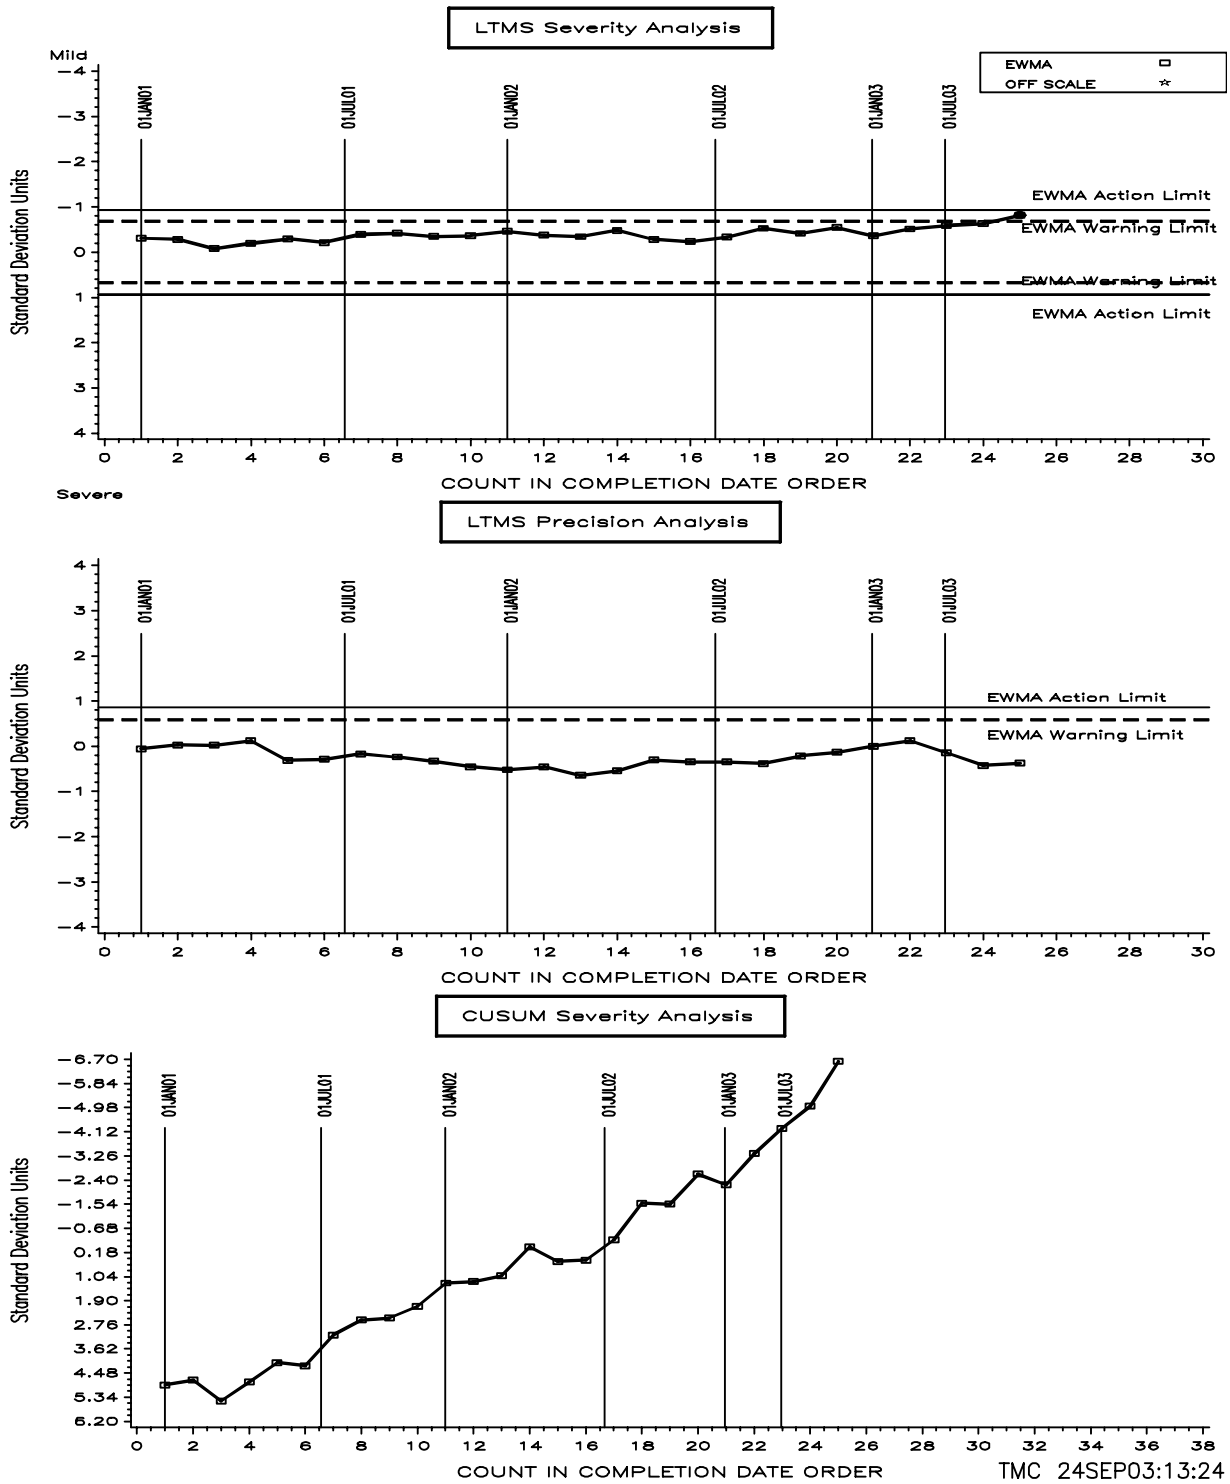 LTMS Severity Analysis
Mild
EWMA
OFF SCALE
-4
-3
-2
-1
0
1
2
3
4
Standard Deviation Units
01JAN01
01JUL01
01JAN02
01JUL02
01JAN03
01JUL03
EWMA Action Limit
EWMA Warning Limit
EWMA Warning Limit
EWMA Action Limit
0 2 4 6 8 10 12 14 16 18 20 22 24 26 28 30
COUNT IN COMPLETION DATE ORDER
Severe
LTMS Precision Analysis
4
3
2
1
0
-1
-2
-3
-4
Standard Deviation Units
01JAN01
01JUL01
01JAN02
01JUL02
01JAN03
01JUL03
EWMA Action Limit
EWMA Warning Limit
0 2 4 6 8 10 12 14 16 18 20 22 24 26 28 30
COUNT IN COMPLETION DATE ORDER
CUSUM Severity Analysis
-6.70
-5.84
-4.98
-4.12
-3.26
-2.40
-1.54
-0.68
0.18
1.04
1.90
2.76
3.62
4.48
5.34
6.20
Standard Deviation Units
01JAN01
01JUL01
01JAN02
01JUL02
01JAN03
01JUL03
0 2 4 6 8 10 12 14 16 18 20 22 24 26 28 30 32 34 36 38
COUNT IN COMPLETION DATE ORDER
TMC 24SEP03:13:24